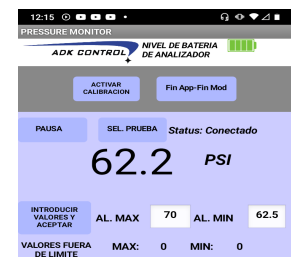 12:15
PRESSURE MONITOR
ADK CONTROL
NIVEL DE BATERIA
DE ANALIZADOR
ACTIVAR
CALIBRACION
Fin App-Fin Mod
PAUSA
SEL. PRUEBA
Status: Conectado
62.2 PSI
INTRODUCIR
VALORES Y
ACEPTAR
AL. MAX 70 AL. MIN 62.5
VALORES FUERA
DE LIMITE
MAX: 0 MIN: 0